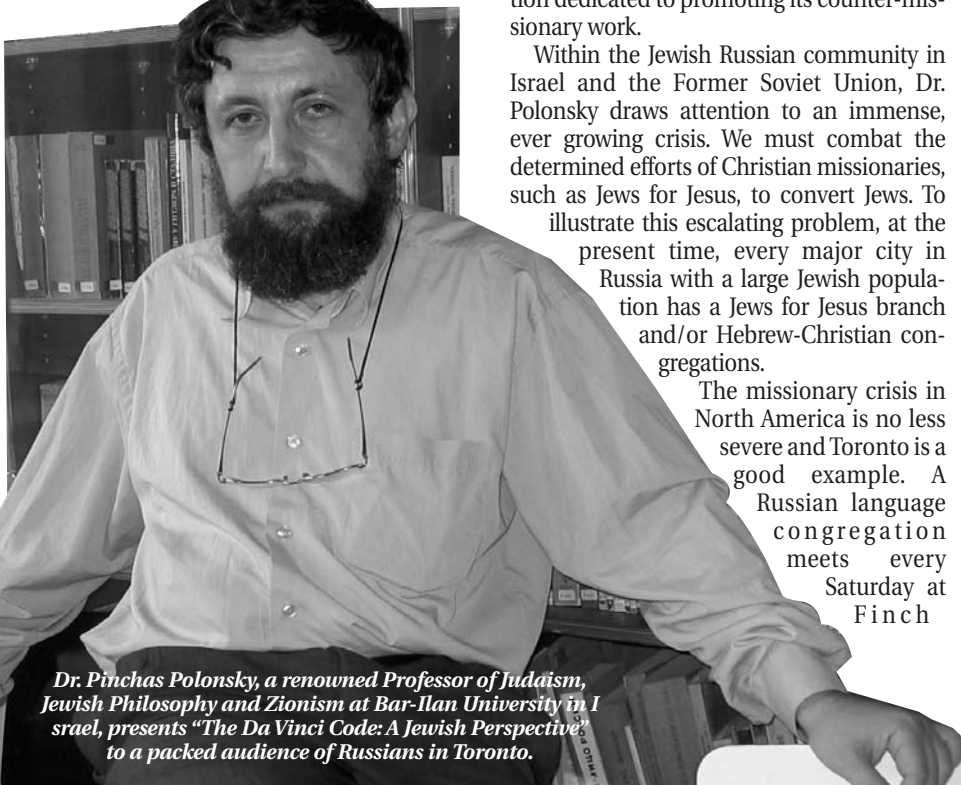 tion dedicated to promoting its counter-mis-
sionary work.
Within the Jewish Russian community in
Israel and the Former Soviet Union, Dr.
Polonsky draws attention to an immense,
ever growing crisis. We must combat the
determined efforts of Christian missionaries,
such as Jews for Jesus, to convert Jews. To
illustrate this escalating problem, at the
present time, every major city in
Russia with a large Jewish popula-
tion has a Jews for Jesus branch
and/or Hebrew-Christian con-
gregations.
The missionary crisis in
North America is no less
severe and Toronto is a
good example. A
Russian language
congregation
meets every
Saturday at
Finch
Dr. Pinchas Polonsky, a renowned Professor of Judaism,
Jewish Philosophy and Zionism at Bar-Ilan University in I
srael, presents “The Da Vinci Code: A Jewish Perspective”
to a packed audience of Russians in Toronto.